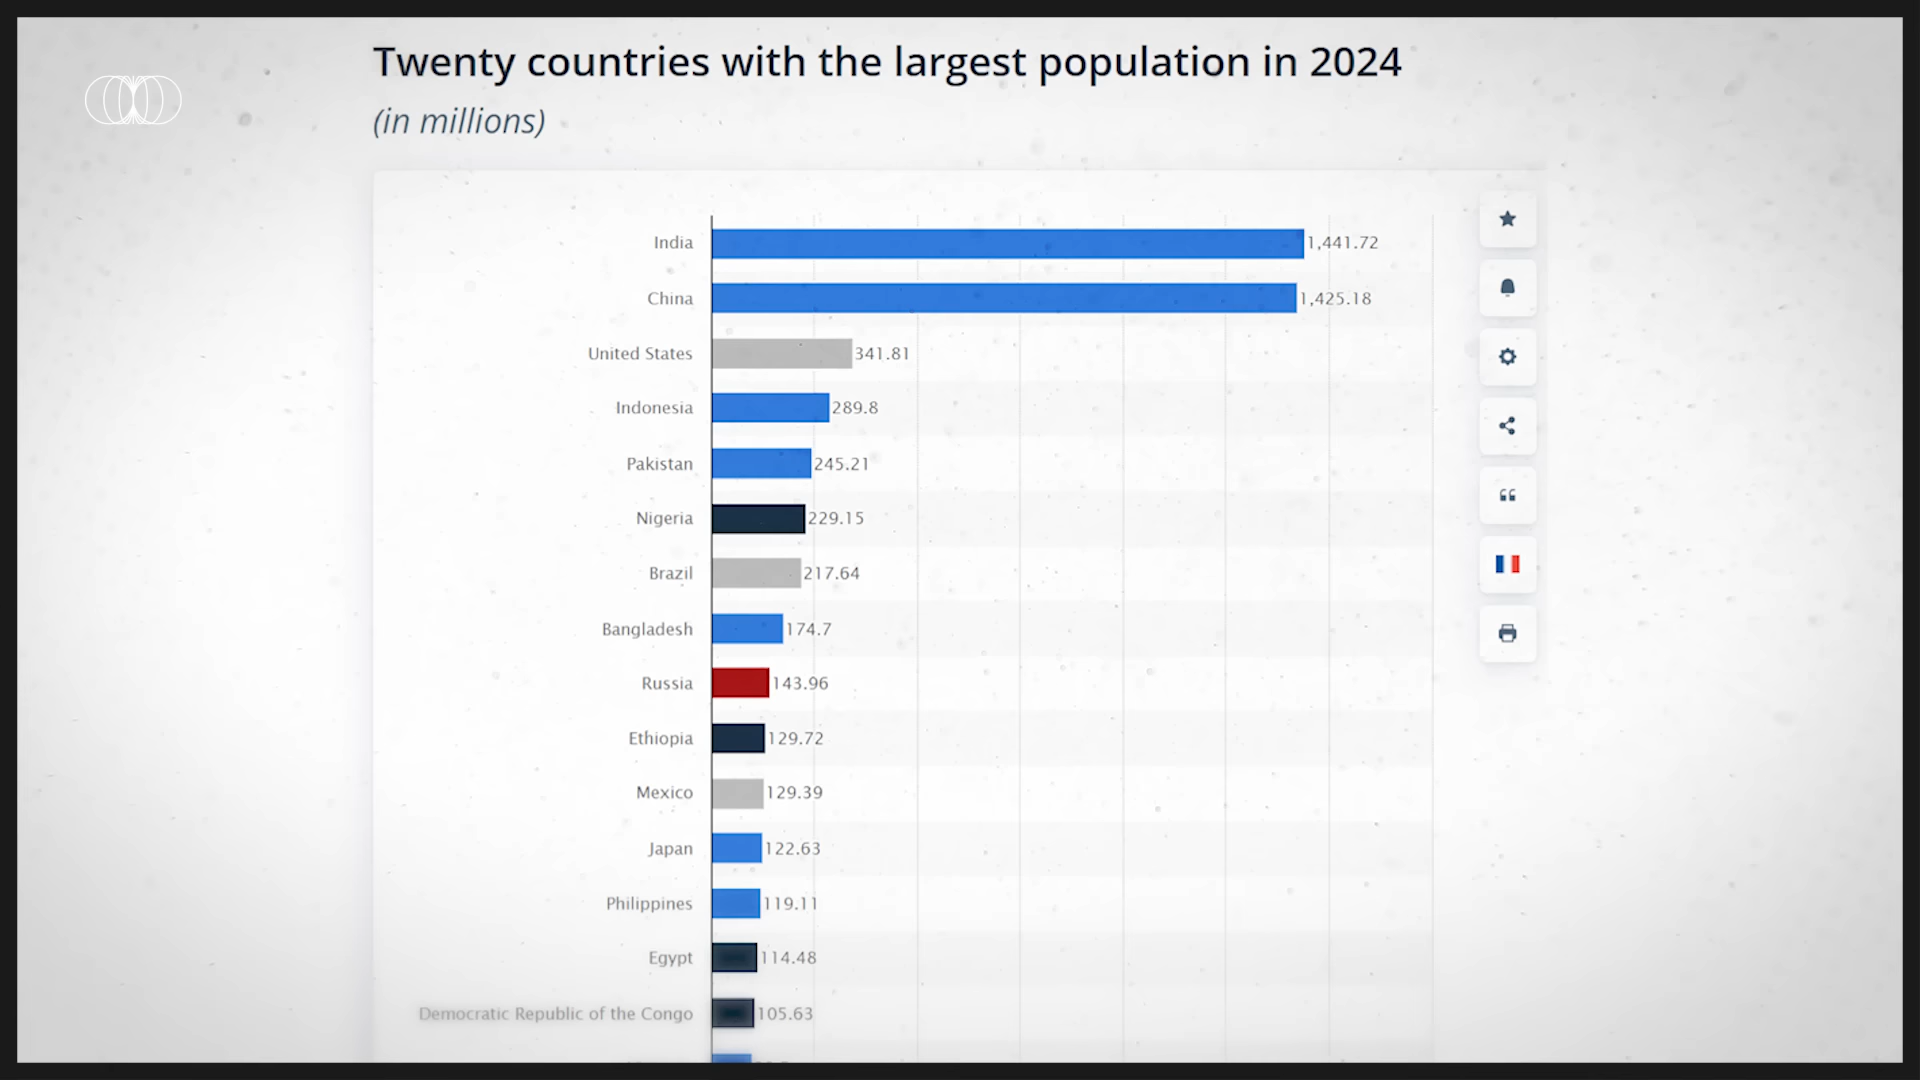 Twenty countries with the largest population in 2024
(in millions)
India 1,441.72
China 1,425.18
United States 341.81
Indonesia 289.8
Pakistan 245.21
Nigeria 229.15
Brazil 217.64
Bangladesh 174.7
Russia 143.96
Ethiopia 129.72
Mexico 129.39
Japan 122.63
Philippines 119.11
Egypt 114.48
Democratic Republic of the Congo 105.63